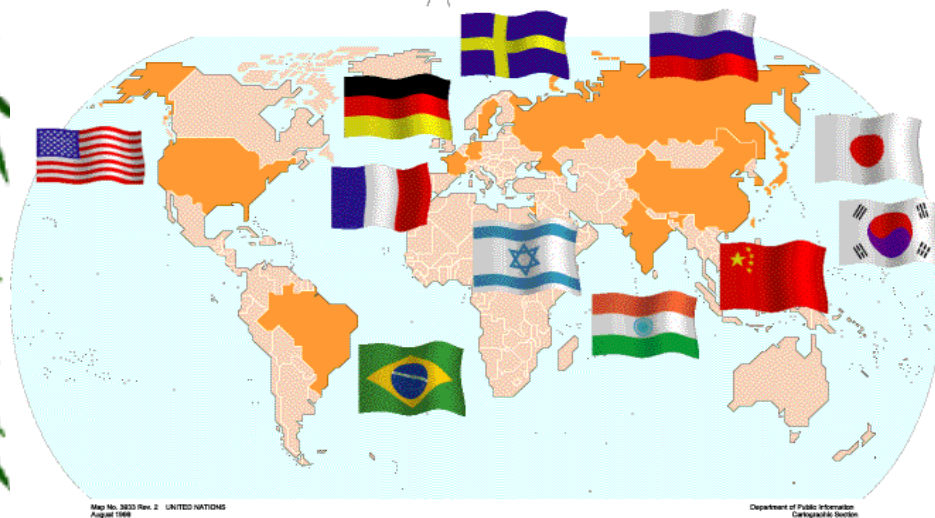 Map No. 3933 Rev. 2 UNITED NATIONS
August 1999
Department of Public Information
Cartographic Section